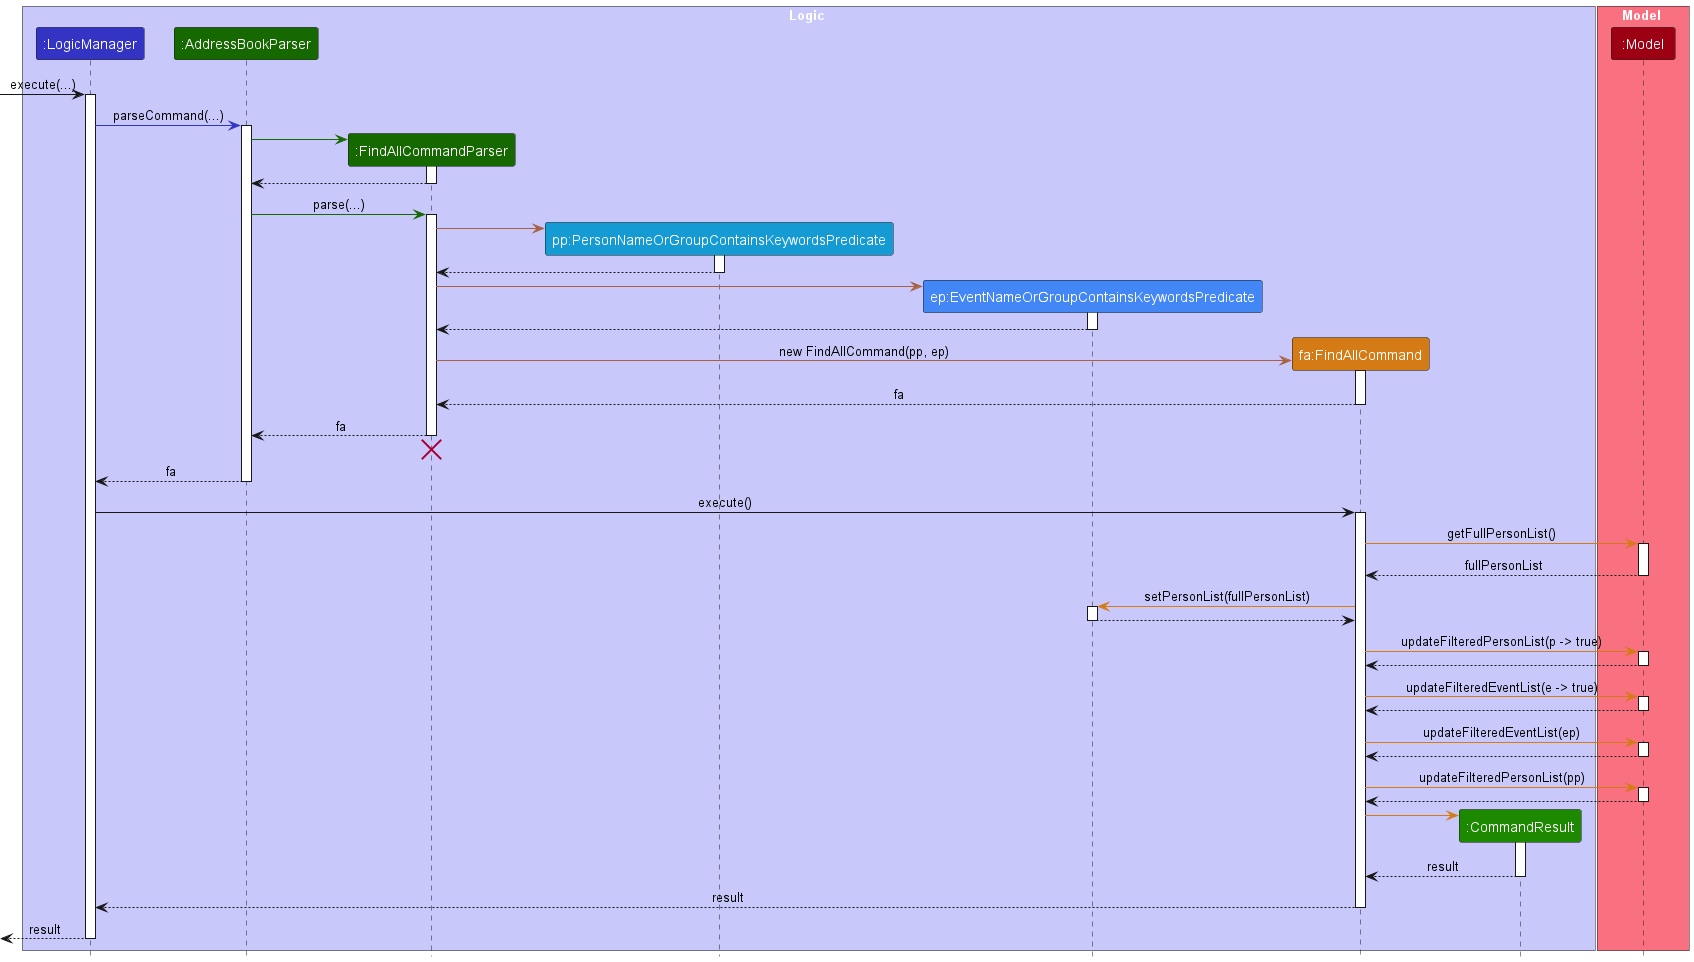 Logic
Model
:LogicManager
:AddressBookParser
:Model
execute(...)
parseCommand(...)
:FindAllCommandParser
parse(...)
pp:PersonNameOrGroupContainsKeywordsPredicate
ep:EventNameOrGroupContainsKeywordsPredicate
new FindAllCommand(pp, ep)
fa:FindAllCommand
fa
fa
fa
execute()
getFullPersonList()
fullPersonList
setPersonList(fullPersonList)
updateFilteredPersonList(p -> true)
updateFilteredEventList(e -> true)
updateFilteredEventList(ep)
updateFilteredPersonList(pp)
:CommandResult
result
result
result